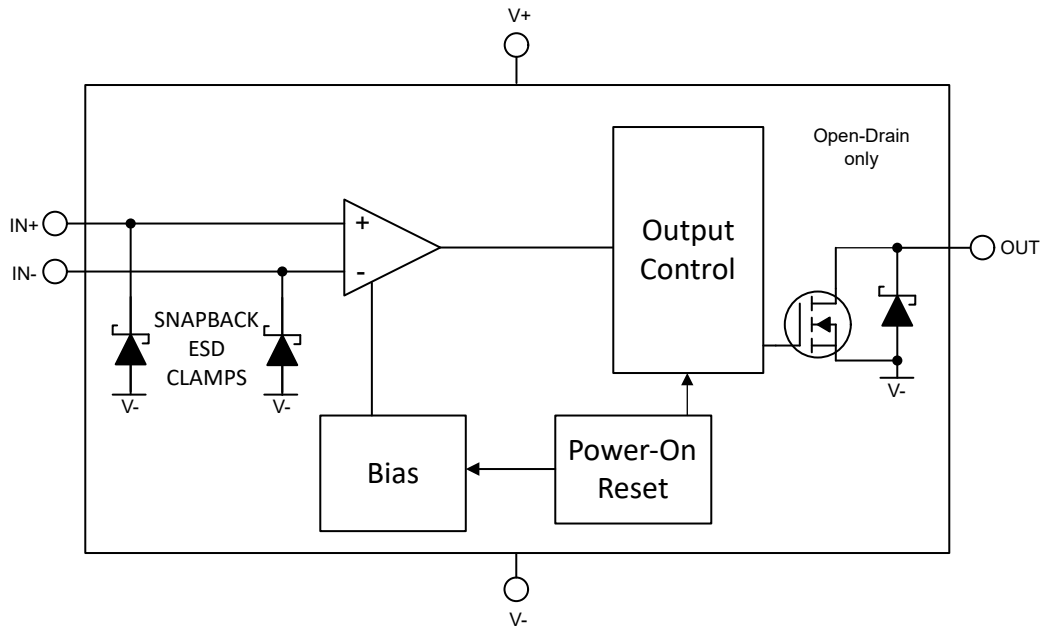 V+
Open-Drain
only
IN+
+
Output
Control
IN-
-
OUT
SNAPBACK
ESD
CLAMPS
V-
V-
V-
Bias
Power-On
Reset
V-